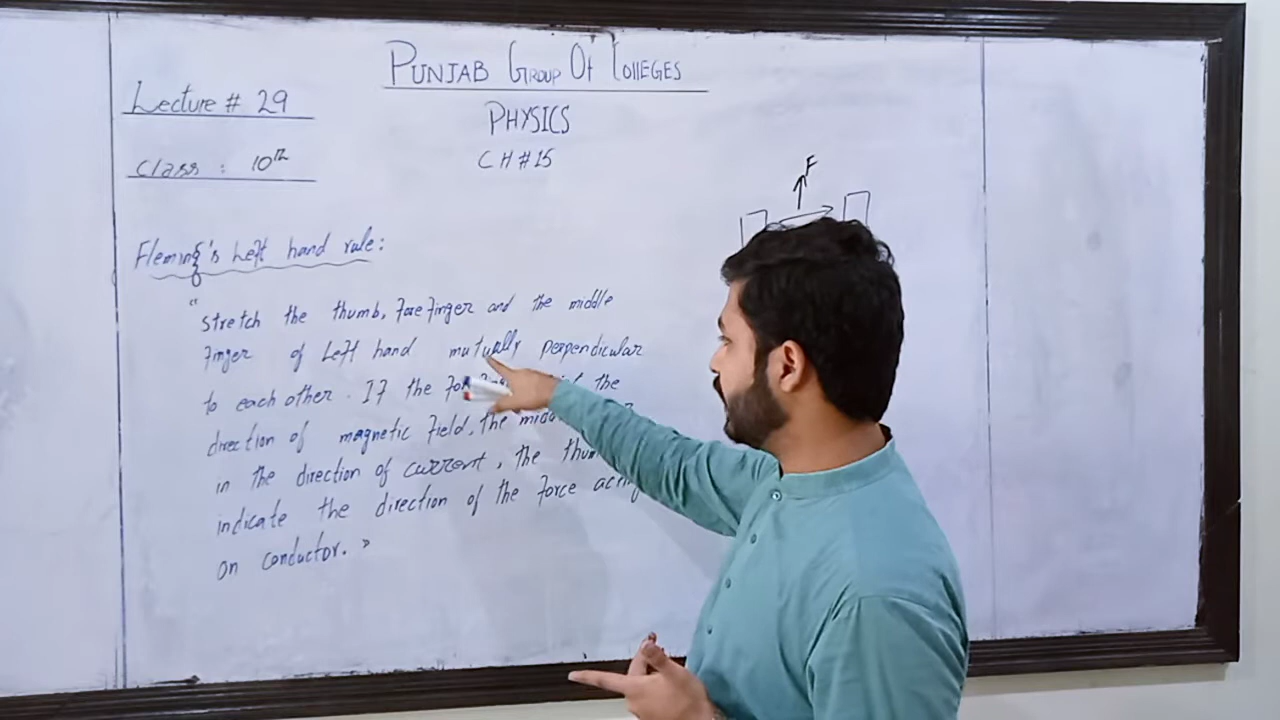 PUNJAB GROUP OF COLLEGES
Lecture # 29
PHYSICS
Class : 10th
CH # 15
F
Fleming's Left hand rule:
"Stretch the thumb, forefinger and the middle
finger of Left hand mutually perpendicular
to each other. If the the
direction of magnetic field, the
in the direction of current, the
indicate the direction of the force
on conductor."